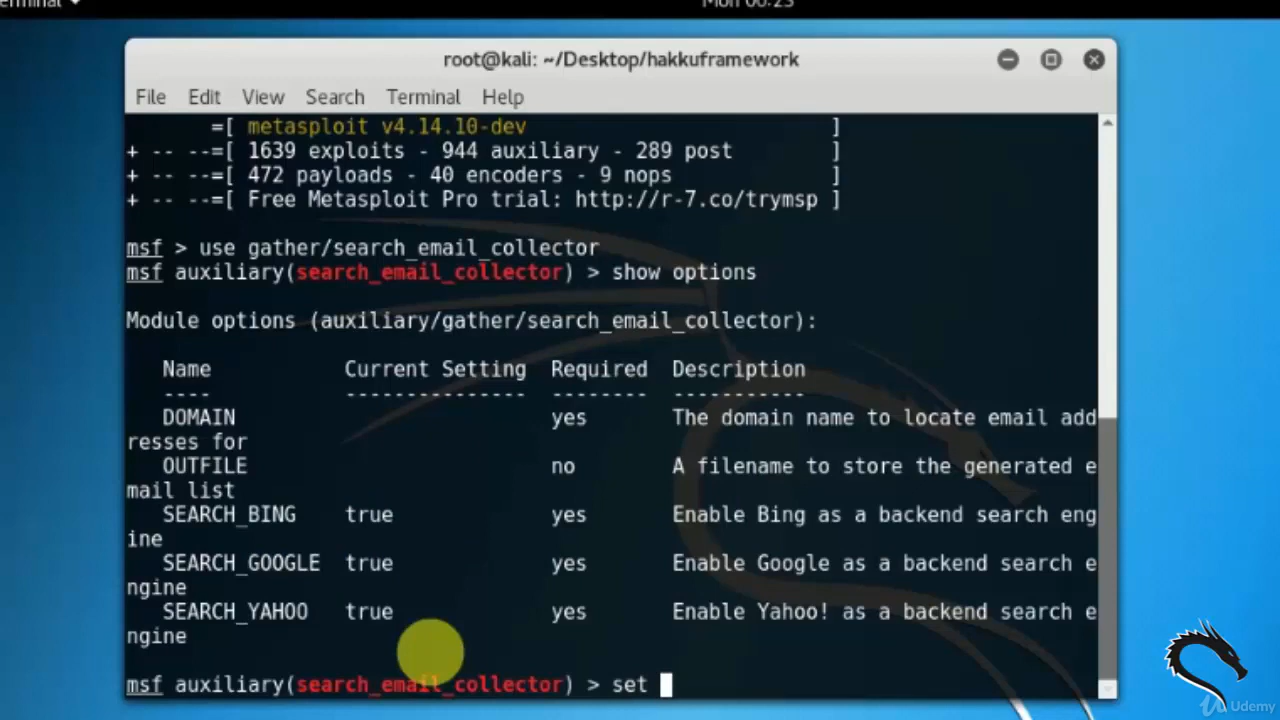 Mon 00:23
root@kali: ~/Desktop/hakkuframework
File Edit View Search Terminal Help
=[ metasploit v4.14.10-dev ]
+ -- --=[ 1639 exploits - 944 auxiliary - 289 post ]
+ -- --=[ 472 payloads - 40 encoders - 9 nops ]
+ -- --=[ Free Metasploit Pro trial: http://r-7.co/trymsp ]
msf > use gather/search_email_collector
msf auxiliary(search_email_collector) > show options
Module options (auxiliary/gather/search_email_collector):
Name Current Setting Required Description
---- --------------- -------- -----------
DOMAIN yes The domain name to locate email add
resses for
OUTFILE no A filename to store the generated e
mail list
SEARCH_BING true yes Enable Bing as a backend search eng
ine
SEARCH_GOOGLE true yes Enable Google as a backend search e
ngine
SEARCH_YAHOO true yes Enable Yahoo! as a backend search e
ngine
msf auxiliary(search_email_collector) > set
Udemy